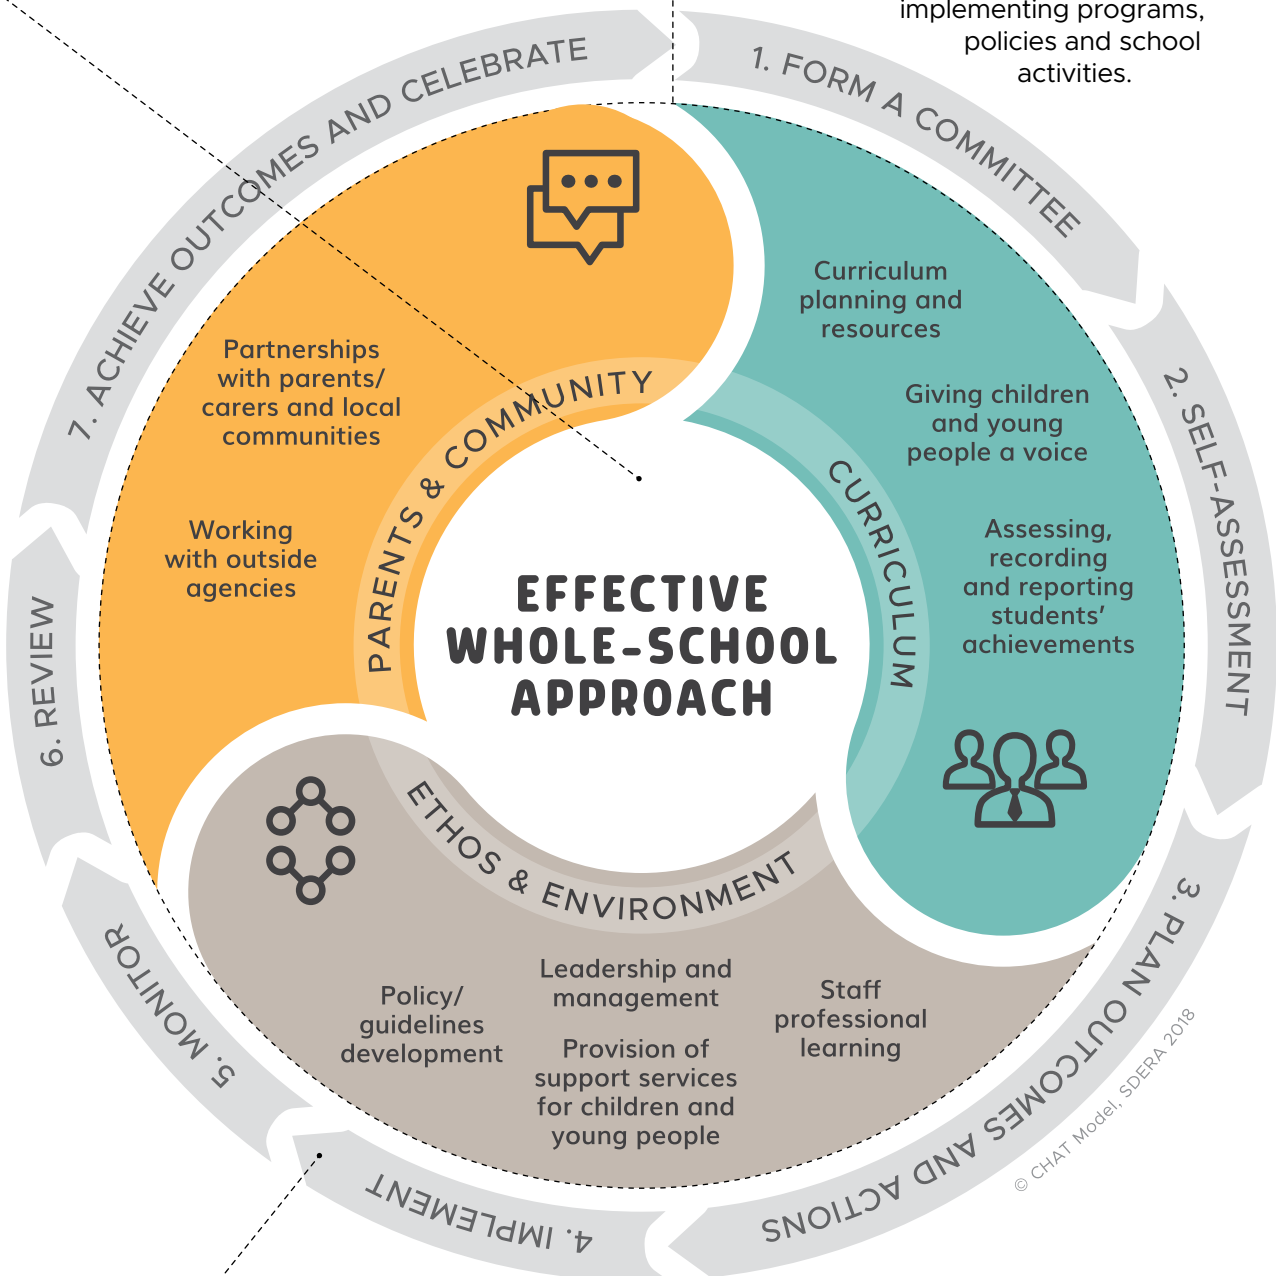 implementing programs,
policies and school
activities.
1. FORM A COMMITTEE
2. SELF-ASSESSMENT
3. PLAN OUTCOMES AND ACTIONS
4. IMPLEMENT
5. MONITOR
6. REVIEW
7. ACHIEVE OUTCOMES AND CELEBRATE
Curriculum
planning and
resources
Giving children
and young
people a voice
Assessing,
recording
and reporting
students’
achievements
CURRICULUM
Partnerships
with parents/
carers and local
communities
Working
with outside
agencies
PARENTS & COMMUNITY
EFFECTIVE
WHOLE-SCHOOL
APPROACH
ETHOS & ENVIRONMENT
Policy/
guidelines
development
Leadership and
management
Provision of
support services
for children and
young people
Staff
professional
learning
© CHAT Model, SDERA 2018